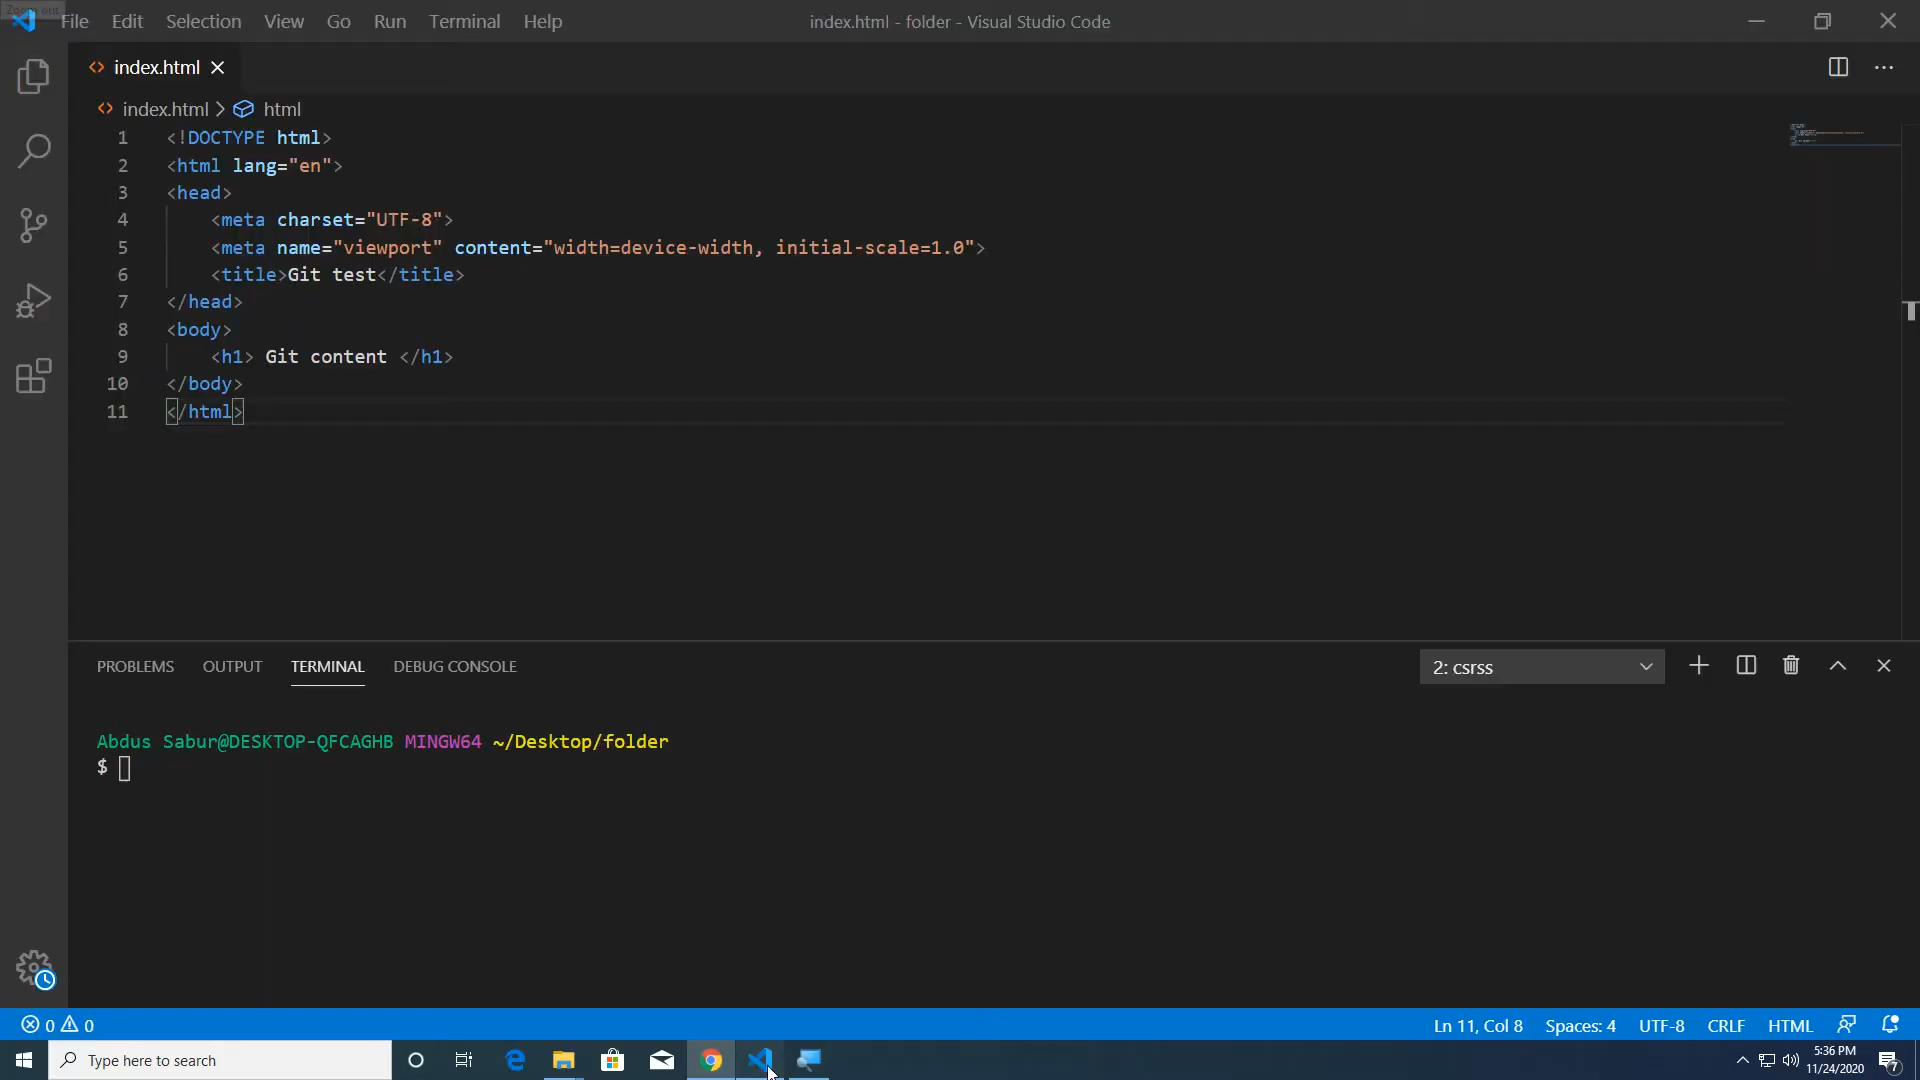 Zoom out
File Edit Selection View Go Run Terminal Help
index.html - folder - Visual Studio Code
index.html
index.html > html
1 <!DOCTYPE html>
2 <html lang="en">
3 <head>
4 <meta charset="UTF-8">
5 <meta name="viewport" content="width=device-width, initial-scale=1.0">
6 <title>Git test</title>
7 </head>
8 <body>
9 <h1> Git content </h1>
10 </body>
11 </html>
PROBLEMS OUTPUT TERMINAL DEBUG CONSOLE
2: csrss
Abdus Sabur@DESKTOP-QFCAGHB MINGW64 ~/Desktop/folder
$
0 0
Ln 11, Col 8 Spaces: 4 UTF-8 CRLF HTML
Type here to search
5:36 PM
11/24/2020
7